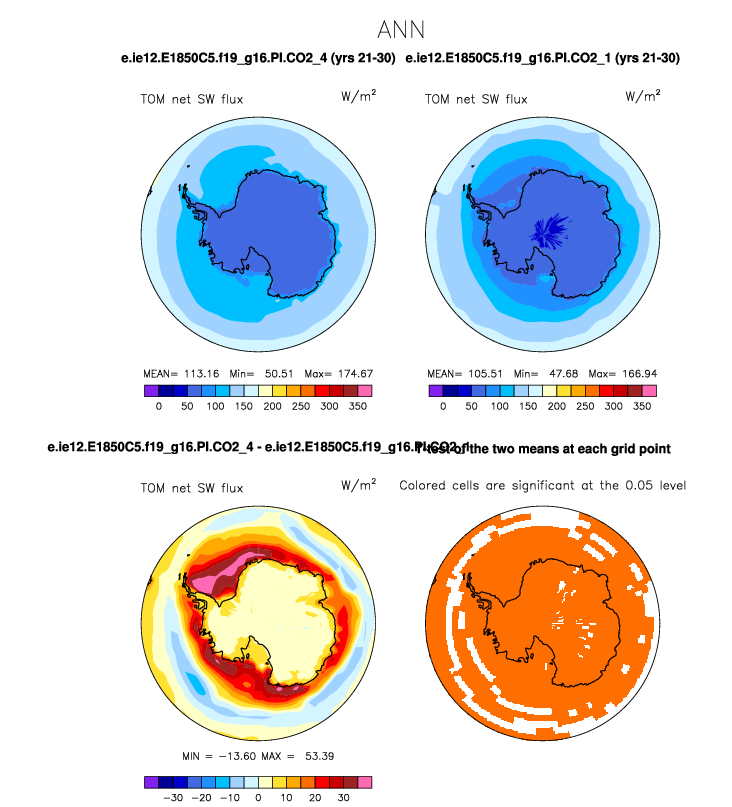 ANN
e.ie12.E1850C5.f19_g16.PI.CO2_4 (yrs 21-30) e.ie12.E1850C5.f19_g16.PI.CO2_1 (yrs 21-30)
TOM net SW flux W/m²
TOM net SW flux W/m²
MEAN= 113.16 Min= 50.51 Max= 174.67
MEAN= 105.51 Min= 47.68 Max= 166.94
0 50 100 150 200 250 300 350
0 50 100 150 200 250 300 350
e.ie12.E1850C5.f19_g16.PI.CO2_4 - e.ie12.E1850C5.f19_g16.PI.CO2_1
T-test of the two means at each grid point
TOM net SW flux W/m²
Colored cells are significant at the 0.05 level
MIN = -13.60 MAX = 53.39
-30 -20 -10 0 10 20 30